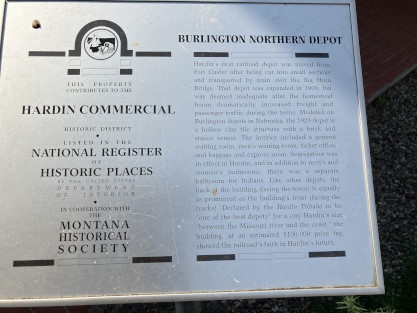 THIS PROPERTY
CONTRIBUTES TO THE
HARDIN COMMERCIAL
HISTORIC DISTRICT
LISTED IN THE
NATIONAL REGISTER
OF
HISTORIC PLACES
BY THE UNITED STATES
DEPARTMENT
OF INTERIOR
IN COOPERATION WITH
THE
MONTANA
HISTORICAL
SOCIETY
BURLINGTON NORTHERN DEPOT
Hardin's first railroad depot was moved from
Fort Custer after being cut into small sections
and transported by train over the Big Horn
Bridge. That depot was expanded in 1908, but
was deemed inadequate after the homestead
boom dramatically increased freight and
passenger traffic during the teens. Modeled on
Burlington depots in Nebraska, the 1921 depot is
a hollow clay tile structure with a brick and
stucco veneer. The interior included a general
waiting room, men's waiting room, ticket office,
and baggage and express room. Segregation was
in effect in Hardin, and in addition to men's and
women's bathrooms, there was a separate
bathroom for Indians. Like other depots, the
back of the building (facing the town) is equally
as prominent as the building's front (facing the
tracks). Declared by the Hardin Tribune to be
"one of the best depots" for a city Hardin's size
"between the Missouri river and the coast," the
building, at an estimated $100,000 price tag,
showed the railroad's faith in Hardin's future.